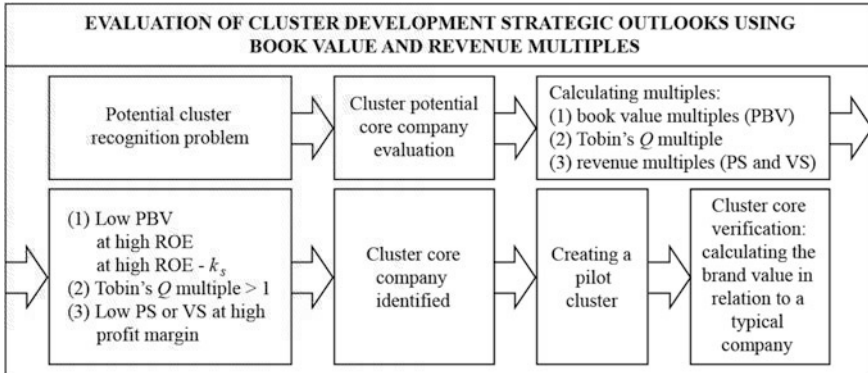 EVALUATION OF CLUSTER DEVELOPMENT STRATEGIC OUTLOOKS USING
BOOK VALUE AND REVENUE MULTIPLES
Potential cluster
recognition problem
Cluster potential
core company
evaluation
Calculating multiples:
(1) book value multiples (PBV)
(2) Tobin's Q multiple
(3) revenue multiples (PS and VS)
(1) Low PBV
at high ROE
at high ROE - kₛ
(2) Tobin's Q multiple > 1
(3) Low PS or VS at high
profit margin
Cluster core
company
identified
Creating a
pilot
cluster
Cluster core
verification:
calculating the
brand value in
relation to a
typical
company